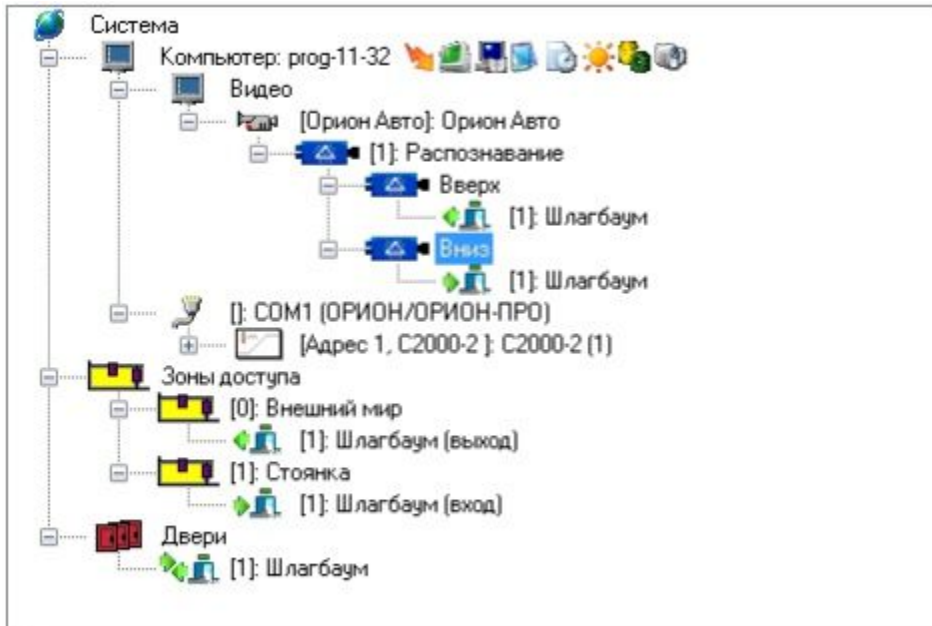 Система
Компьютер: prog-11-32
Видео
[Орион Авто]: Орион Авто
[1]: Распознавание
Вверх
[1]: Шлагбаум
Вниз
[1]: Шлагбаум
[]: COM1 (ОРИОН/ОРИОН-ПРО)
[Адрес 1, С2000-2 ]: С2000-2 (1)
Зоны доступа
[0]: Внешний мир
[1]: Шлагбаум (выход)
[1]: Стоянка
[1]: Шлагбаум (вход)
Двери
[1]: Шлагбаум